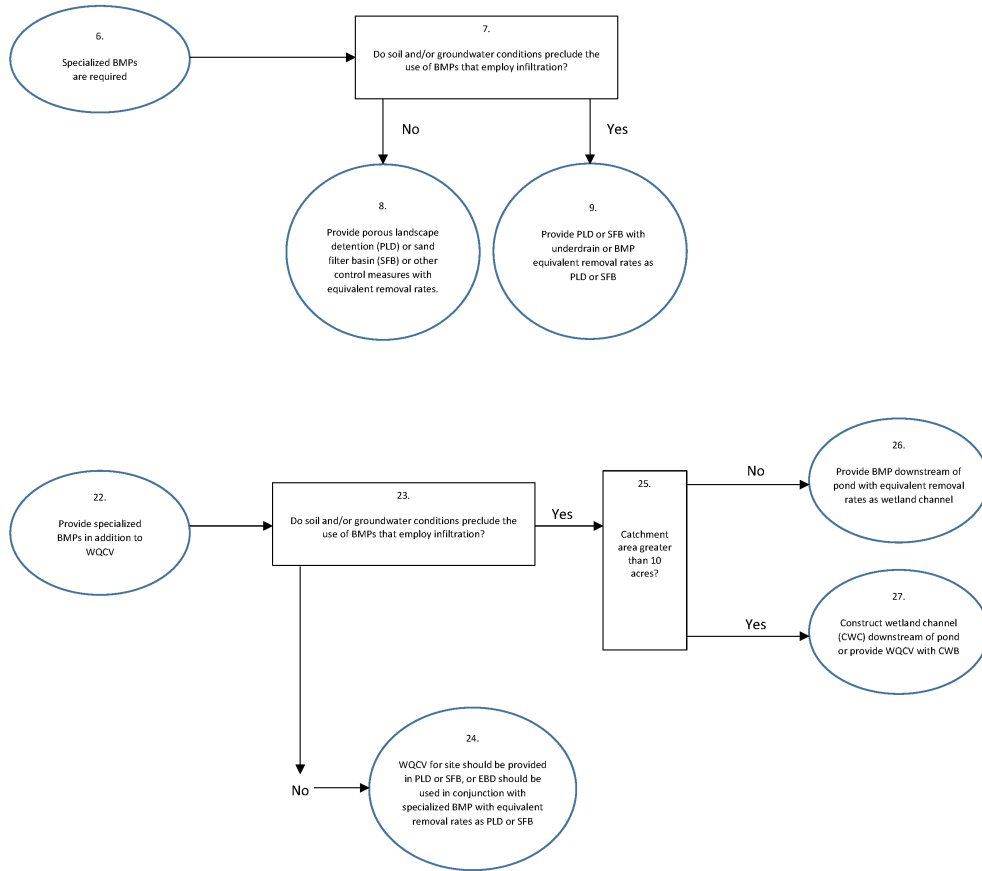 6.
Specialized BMPs
are required
7.
Do soil and/or groundwater conditions preclude the
use of BMPs that employ infiltration?
No
Yes
8.
Provide porous landscape
detention (PLD) or sand
filter basin (SFB) or other
control measures with
equivalent removal rates.
9.
Provide PLD or SFB with
underdrain or BMP
equivalent removal rates as
PLD or SFB
22.
Provide specialized
BMPs in addition to
WQCV
23.
Do soil and/or groundwater conditions preclude the
use of BMPs that employ infiltration?
Yes
25.
Catchment
area greater
than 10
acres?
No
26.
Provide BMP downstream of
pond with equivalent removal
rates as wetland channel
Yes
27.
Construct wetland channel
(CWC) downstream of pond
or provide WQCV with CWB
No
24.
WQCV for site should be provided
in PLD or SFB, or EBD should be
used in conjunction with
specialized BMP with equivalent
removal rates as PLD or SFB